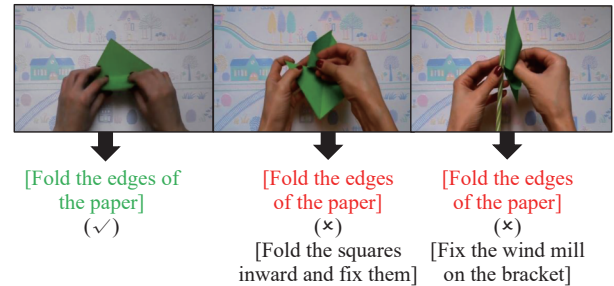 [Fold the edges of
the paper]
(✓)
[Fold the edges
of the paper]
(×)
[Fold the squares
inward and fix them]
[Fold the edges
of the paper]
(×)
[Fix the wind mill
on the bracket]